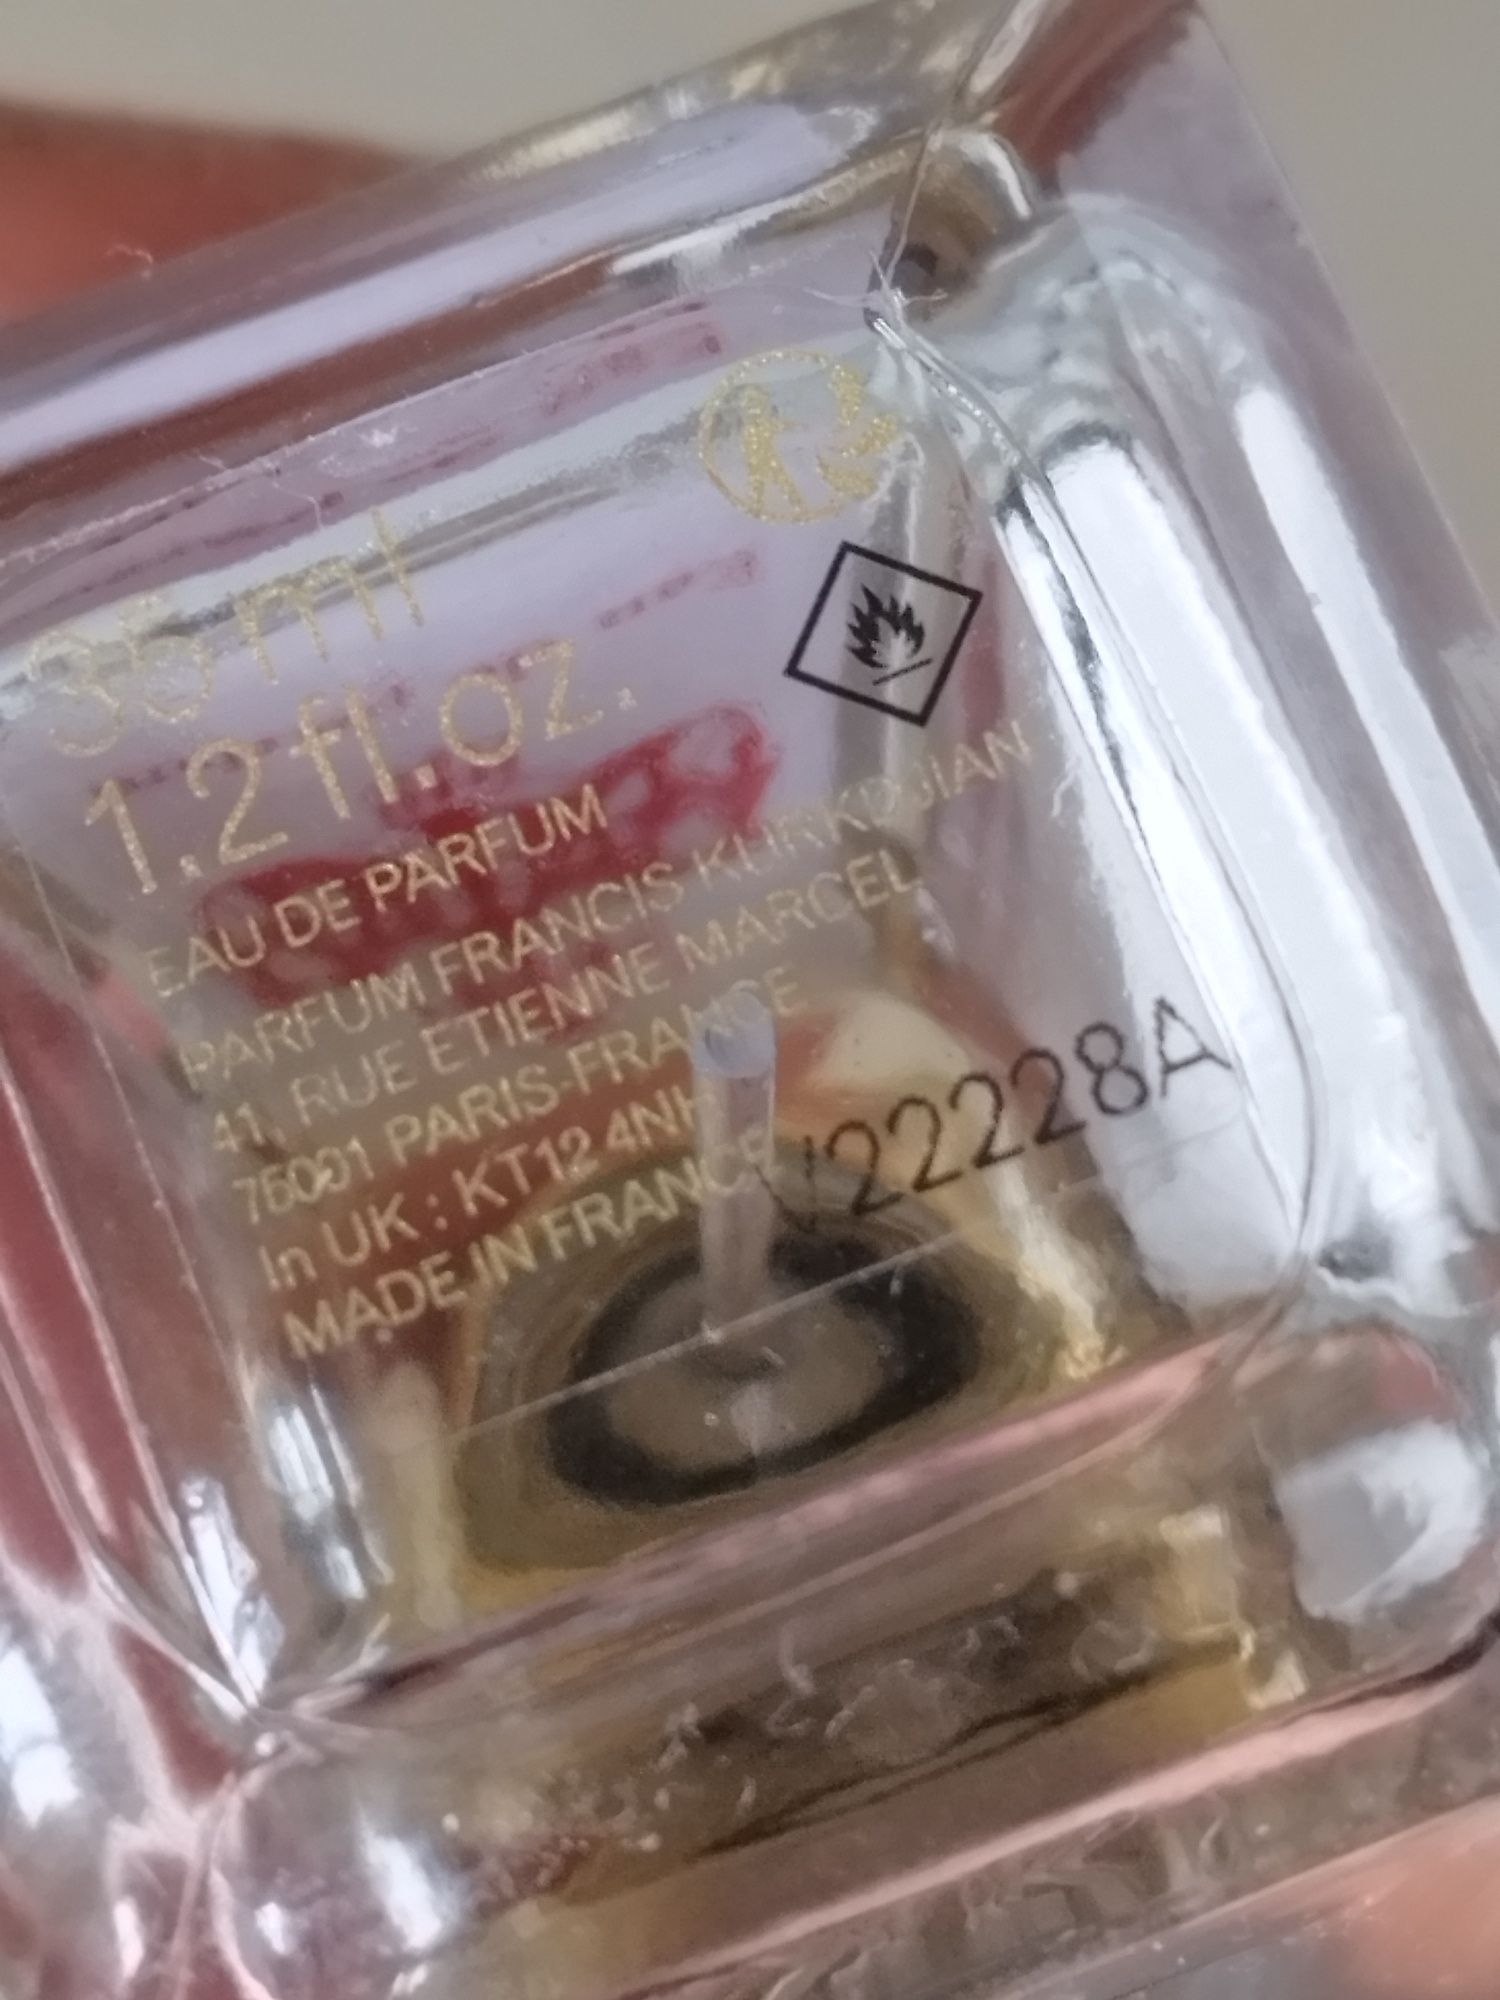 35 ml
1.2 fl.oz.
EAU DE PARFUM
PARFUM FRANCIS KURKDJIAN
41, RUE ETIENNE MARCEL
75001 PARIS-FRANCE
In UK : KT12 4NH
MADE IN FRANCE
V22228A